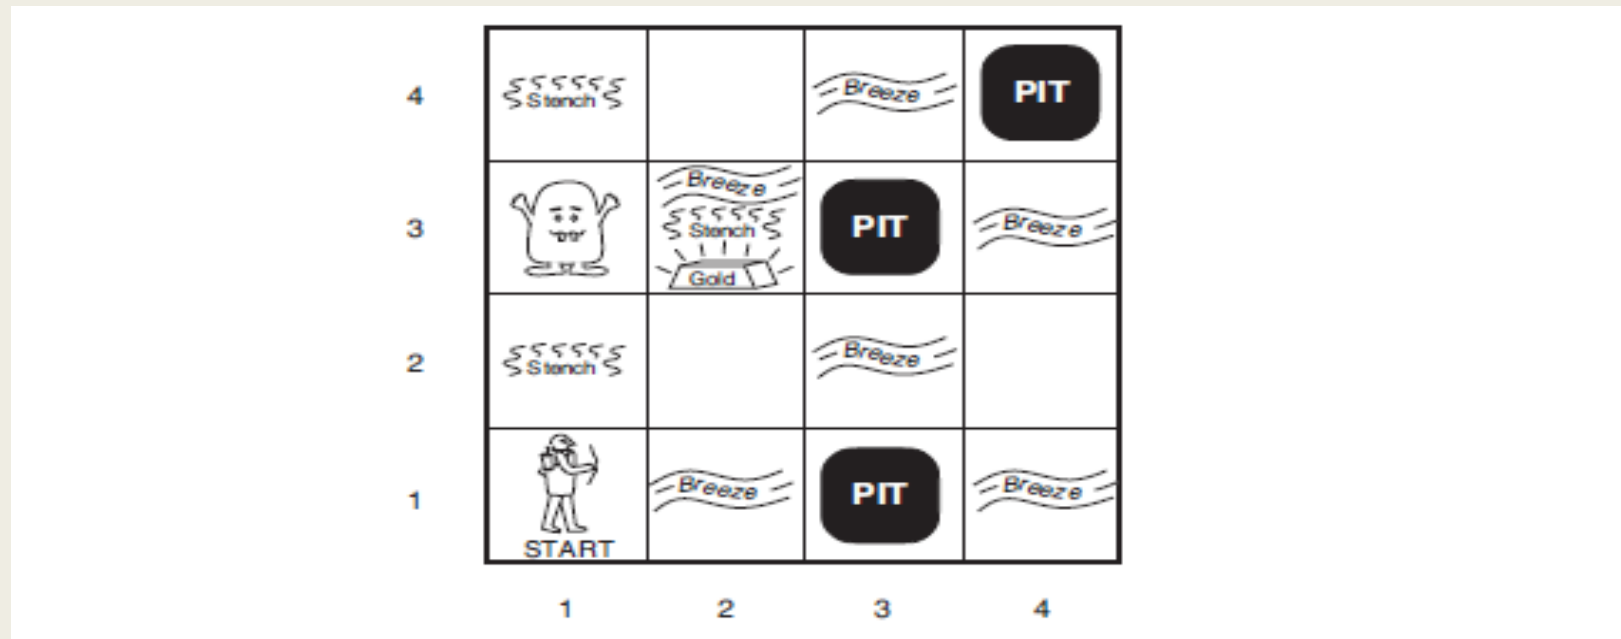 4 Stench Breeze PIT
Breeze
3 Stench PIT Breeze
Gold
2 Stench Breeze
1 Breeze PIT Breeze
START
1 2 3 4